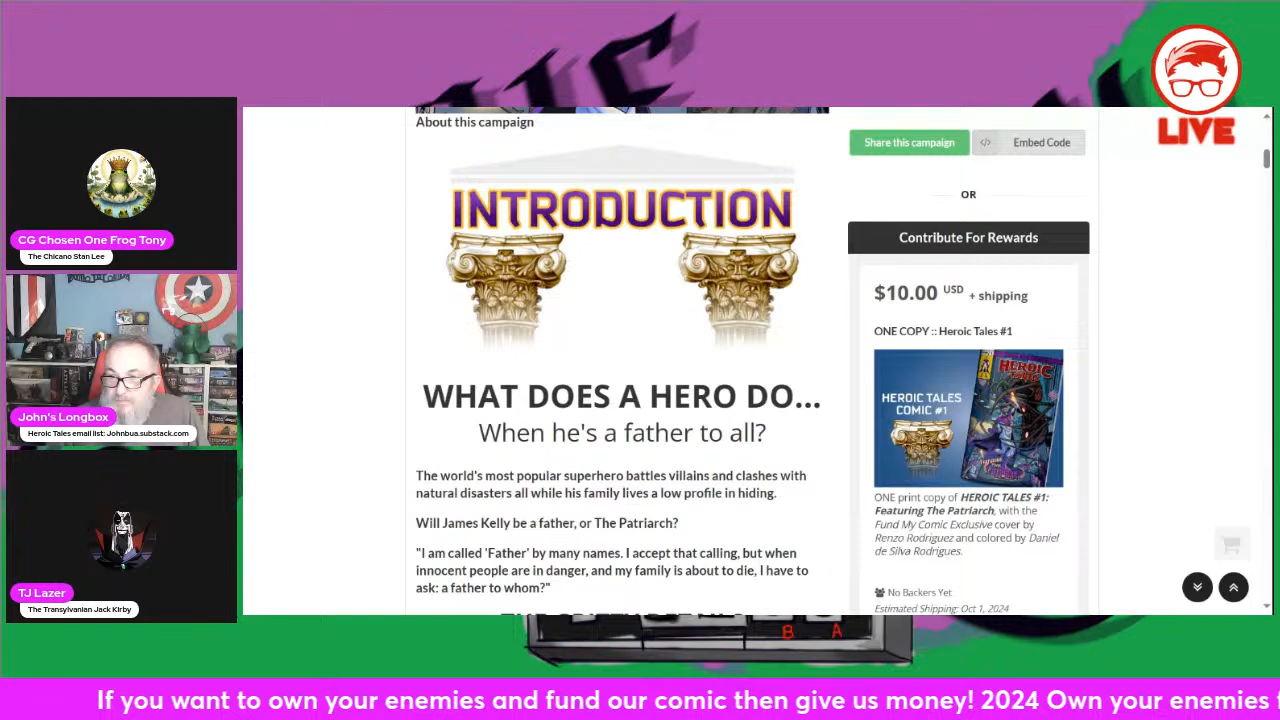 LIVE
CG Chosen One Frog Tony
The Chicano Stan Lee
John's Longbox
Heroic Tales email list: Johnbua.substack.com
TJ Lazer
The Transylvanian Jack Kirby
About this campaign
INTRODUCTION
WHAT DOES A HERO DO...
When he's a father to all?
The world's most popular superhero battles villains and clashes with
natural disasters all while his family lives a low profile in hiding.
Will James Kelly be a father, or The Patriarch?
"I am called 'Father' by many names. I accept that calling, but when
innocent people are in danger, and my family is about to die, I have to
ask: a father to whom?"
Share this campaign
</> Embed Code
OR
Contribute For Rewards
$10.00 USD + shipping
ONE COPY :: Heroic Tales #1
HEROIC TALES
COMIC #1
HEROIC
ONE print copy of HEROIC TALES #1:
Featuring The Patriarch, with the
Fund My Comic Exclusive cover by
Renzo Rodriguez and colored by Daniel
de Silva Rodrigues.
No Backers Yet
Estimated Shipping: Oct 1, 2024
B A
If you want to own your enemies and fund our comic then give us money! 2024 Own your enemies